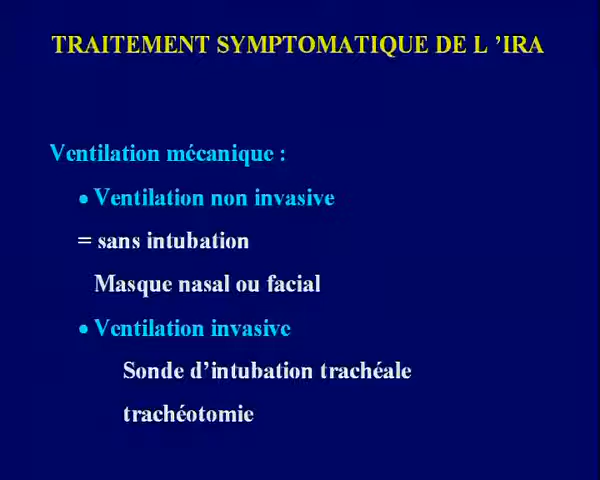 TRAITEMENT SYMPTOMATIQUE DE L ’IRA
Ventilation mécanique :
• Ventilation non invasive
= sans intubation
Masque nasal ou facial
• Ventilation invasive
Sonde d’intubation trachéale
trachéotomie